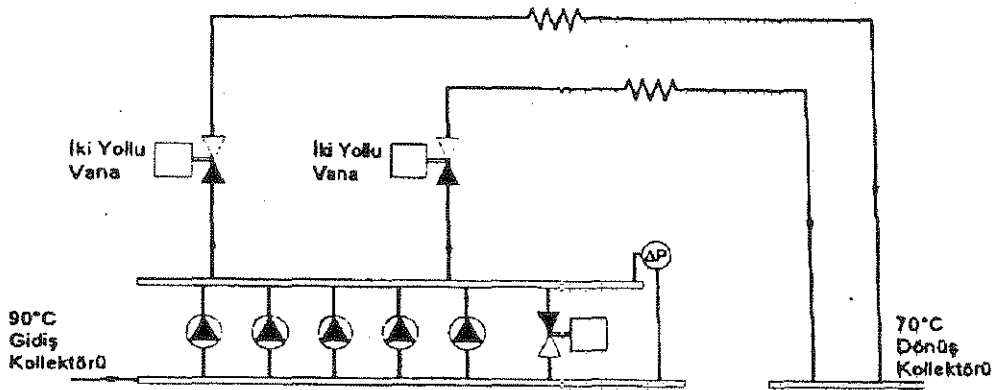 İki Yollu
Vana
İki Yollu
Vana
ΔP
90°C
Gidiş
Kollektörü
70°C
Dönüş
Kollektörü